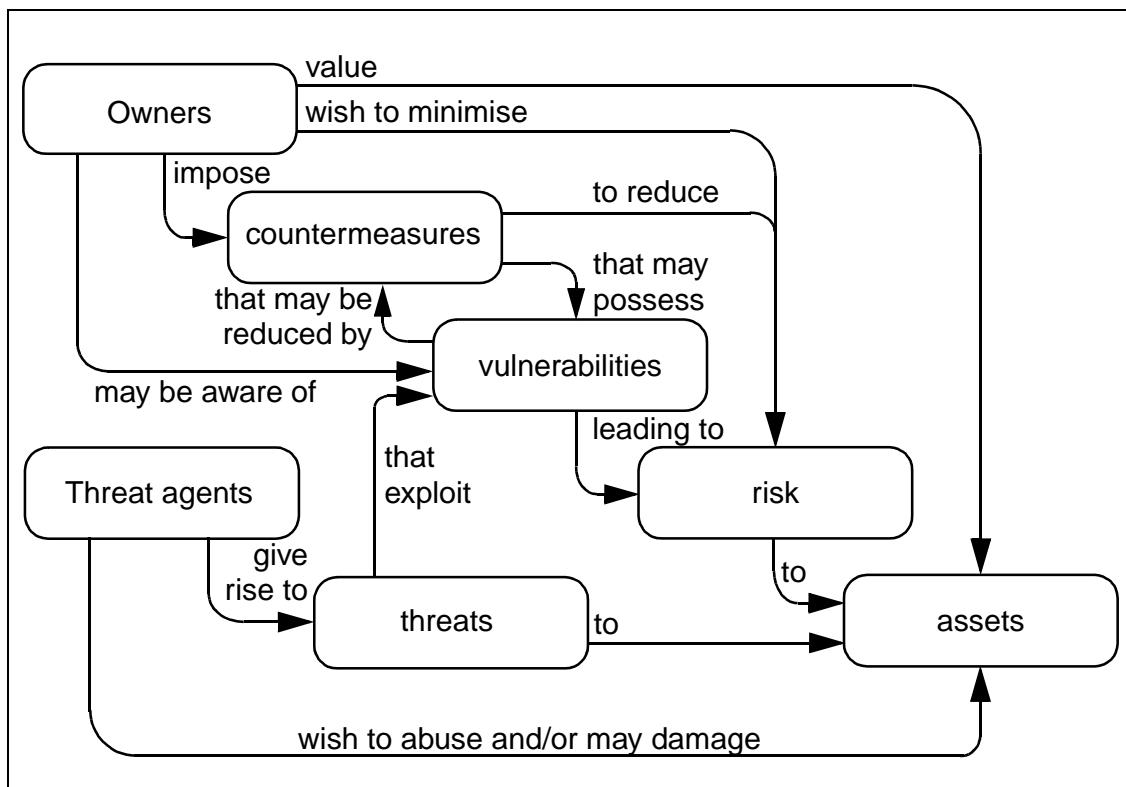 value
Owners
wish to minimise
impose
to reduce
countermeasures
that may
possess
that may be
reduced by
vulnerabilities
may be aware of
leading to
that
exploit
Threat agents
risk
give
rise to
to
threats
to
assets
wish to abuse and/or may damage